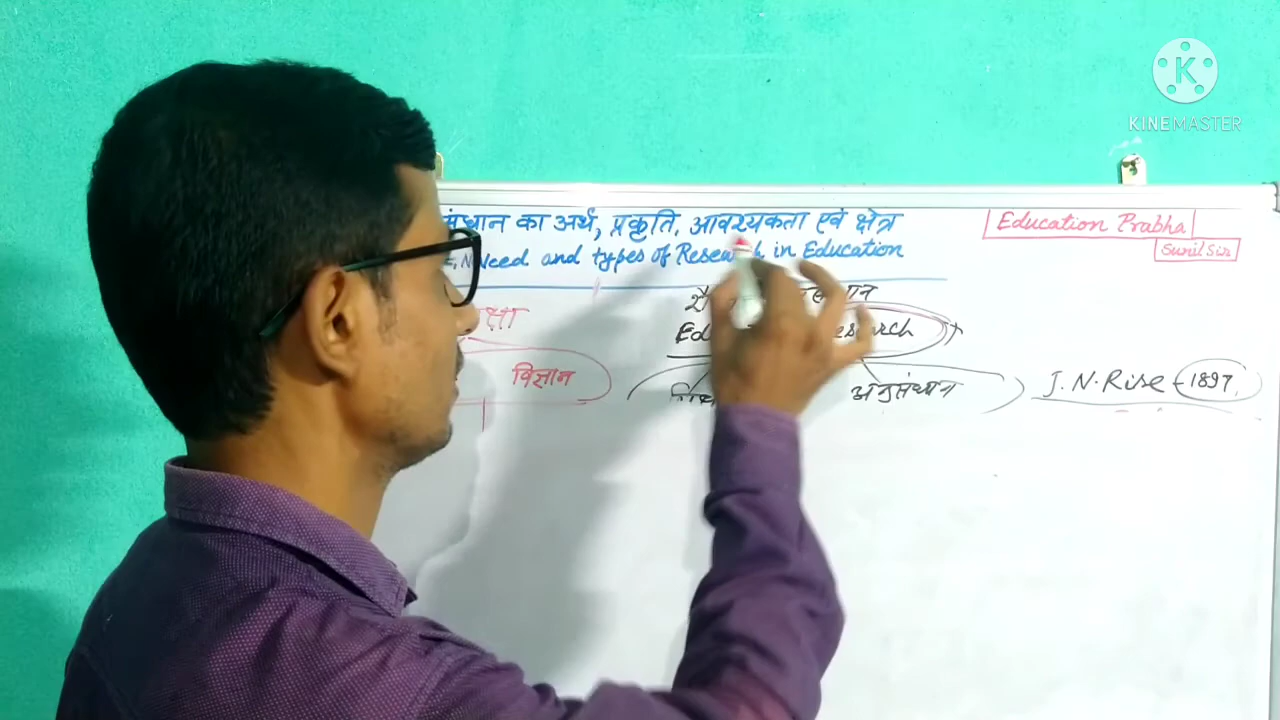 KINEMASTER
का अर्थ, प्रकृति, आवश्यकता एवं क्षेत्र
Education Prabha
Need and types of Research in Education
Sunil Sir
विज्ञान
अनुसंधान
J. N. Rise - 1897